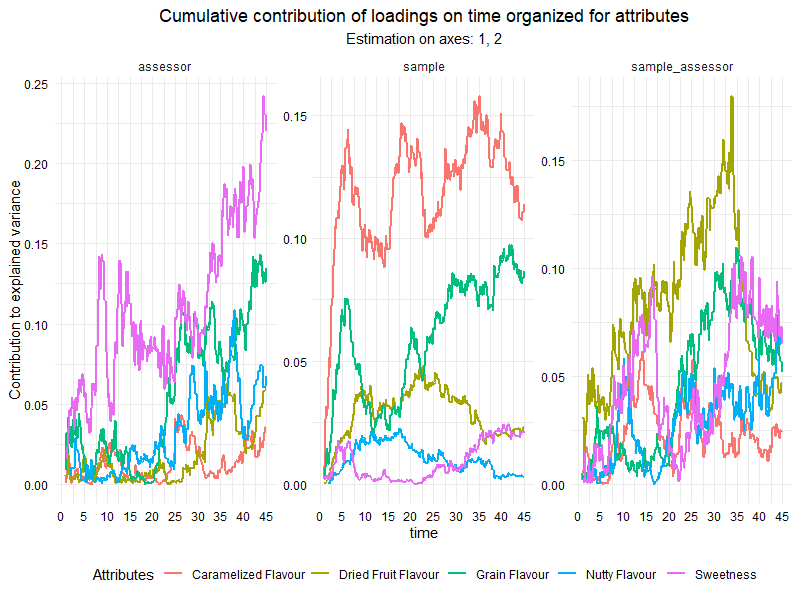 Cumulative contribution of loadings on time organized for attributes
Estimation on axes: 1, 2
assessor sample sample_assessor
Contribution to explained variance
0.25
0.20
0.15
0.10
0.05
0.00
0.15
0.10
0.05
0.00
0.15
0.10
0.05
0.00
0 5 10 15 20 25 30 35 40 45
0 5 10 15 20 25 30 35 40 45
0 5 10 15 20 25 30 35 40 45
time
Attributes Caramelized Flavour Dried Fruit Flavour Grain Flavour Nutty Flavour Sweetness